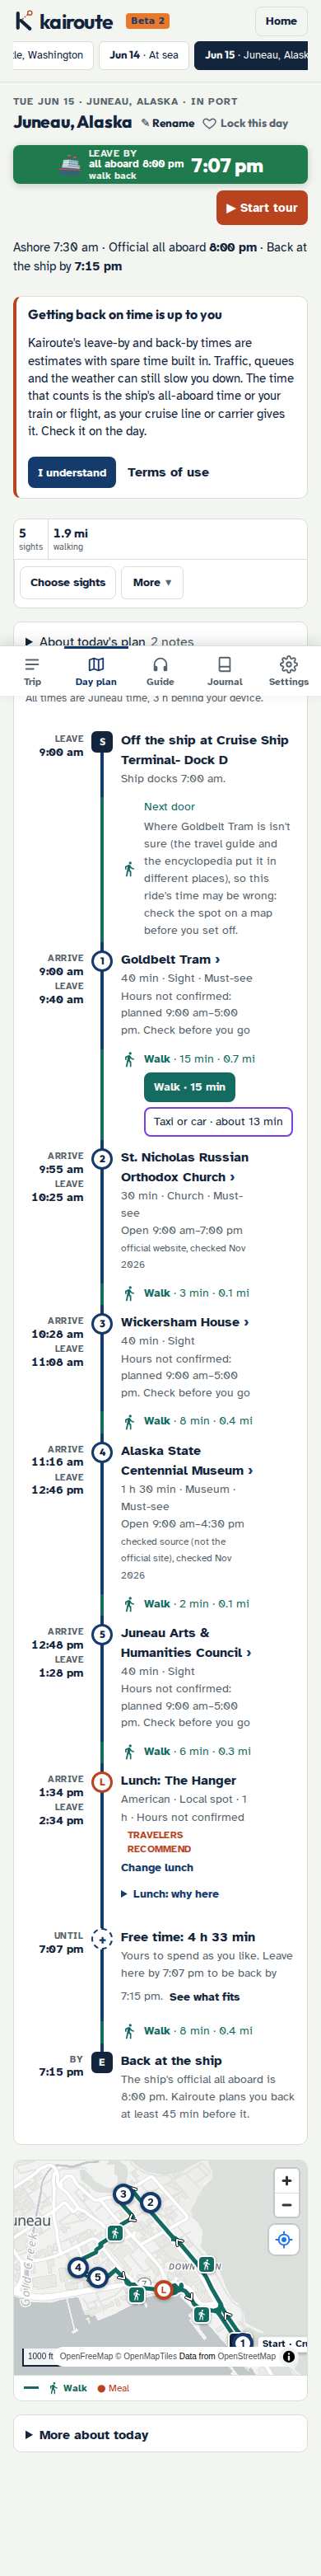 kairoute
Beta 2
Home
le, Washington
Jun 14 · At sea
Jun 15 · Juneau, Alask
TUE JUN 15 · JUNEAU, ALASKA · IN PORT
Juneau, Alaska
✎ Rename
Lock this day
LEAVE BY
all aboard 8:00 pm
walk back
7:07 pm
▶ Start tour
Ashore 7:30 am · Official all aboard 8:00 pm · Back at
the ship by 7:15 pm
Getting back on time is up to you
Kairoute's leave-by and back-by times are
estimates with spare time built in. Traffic, queues
and the weather can still slow you down. The time
that counts is the ship's all-aboard time or your
train or flight, as your cruise line or carrier gives
it. Check it on the day.
I understand
Terms of use
5
sights
1.9 mi
walking
Choose sights
More ▼
▶ About today's plan 2 notes
Trip
Day plan
Guide
Journal
Settings
All times are Juneau time, 3 h behind your device.
LEAVE
9:00 am
S
Off the ship at Cruise Ship
Terminal- Dock D
Ship docks 7:00 am.
Next door
Where Goldbelt Tram is isn't
sure (the travel guide and
the encyclopedia put it in
different places), so this
ride's time may be wrong:
check the spot on a map
before you set off.
ARRIVE
9:00 am
LEAVE
9:40 am
1
Goldbelt Tram ›
40 min · Sight · Must-see
Hours not confirmed:
planned 9:00 am–5:00
pm. Check before you go
Walk · 15 min · 0.7 mi
Walk · 15 min
Taxi or car · about 13 min
ARRIVE
9:55 am
LEAVE
10:25 am
2
St. Nicholas Russian
Orthodox Church ›
30 min · Church · Must-
see
Open 9:00 am–7:00 pm
official website, checked Nov
2026
Walk · 3 min · 0.1 mi
ARRIVE
10:28 am
LEAVE
11:08 am
3
Wickersham House ›
40 min · Sight
Hours not confirmed:
planned 9:00 am–5:00
pm. Check before you go
Walk · 8 min · 0.4 mi
ARRIVE
11:16 am
LEAVE
12:46 pm
4
Alaska State
Centennial Museum ›
1 h 30 min · Museum ·
Must-see
Open 9:00 am–4:30 pm
checked source (not the
official site), checked Nov
2026
Walk · 2 min · 0.1 mi
ARRIVE
12:48 pm
LEAVE
1:28 pm
5
Juneau Arts &
Humanities Council ›
40 min · Sight
Hours not confirmed:
planned 9:00 am–5:00
pm. Check before you go
Walk · 6 min · 0.3 mi
ARRIVE
1:34 pm
LEAVE
2:34 pm
L
Lunch: The Hanger
American · Local spot · 1
h · Hours not confirmed
TRAVELERS
RECOMMEND
Change lunch
▶ Lunch: why here
UNTIL
7:07 pm
+
Free time: 4 h 33 min
Yours to spend as you like. Leave
here by 7:07 pm to be back by
7:15 pm. See what fits
Walk · 8 min · 0.4 mi
BY
7:15 pm
E
Back at the ship
The ship's official all aboard is
8:00 pm. Kairoute plans you back
at least 45 min before it.
uneau
Gold Creek
DOWN
N
3
2
4
5
7
L
1
Start · Cru
+
−
1000 ft
OpenFreeMap © OpenMapTiles Data from OpenStreetMap
Walk
Meal
▶ More about today